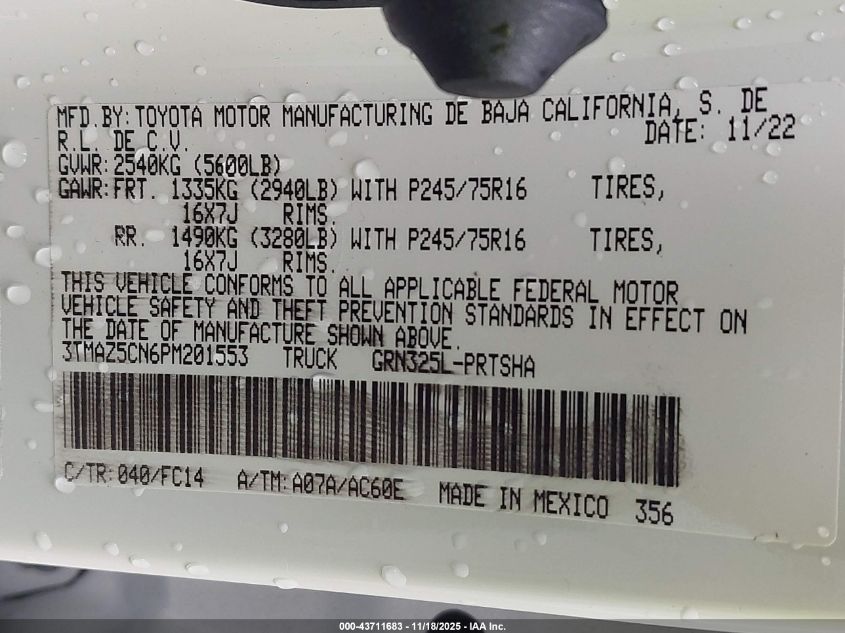 MFD.BY: TOYOTA MOTOR MANUFACTURING DE BAJA CALIFORNIA, S. DE
R.L. DE C.V. DATE: 11/22
GVWR: 2540KG (5600LB)
GAWR: FRT. 1335KG (2940LB) WITH P245/75R16 TIRES,
16X7J RIMS.
RR. 1490KG (3280LB) WITH P245/75R16 TIRES,
16X7J RIMS.
THIS VEHICLE CONFORMS TO ALL APPLICABLE FEDERAL MOTOR
VEHICLE SAFETY AND THEFT PREVENTION STANDARDS IN EFFECT ON
THE DATE OF MANUFACTURE SHOWN ABOVE.
3TMAZ5CN6PM201553 TRUCK GRN325L-PRTSHA
C/TR: 040/FC14 A/TM: A07A/AC60E MADE IN MEXICO 356
000-43711683 - 11/18/2025 - IAA Inc.